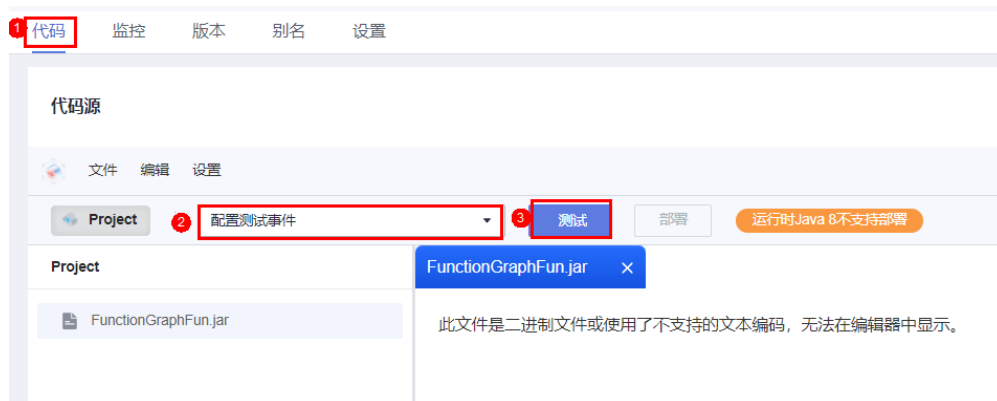 1 代码 监控 版本 别名 设置
代码源
文件 编辑 设置
Project 2 配置测试事件 3 测试 部署 运行时Java 8不支持部署
Project FunctionGraphFun.jar ×
FunctionGraphFun.jar 此文件是二进制文件或使用了不支持的文本编码，无法在编辑器中显示。